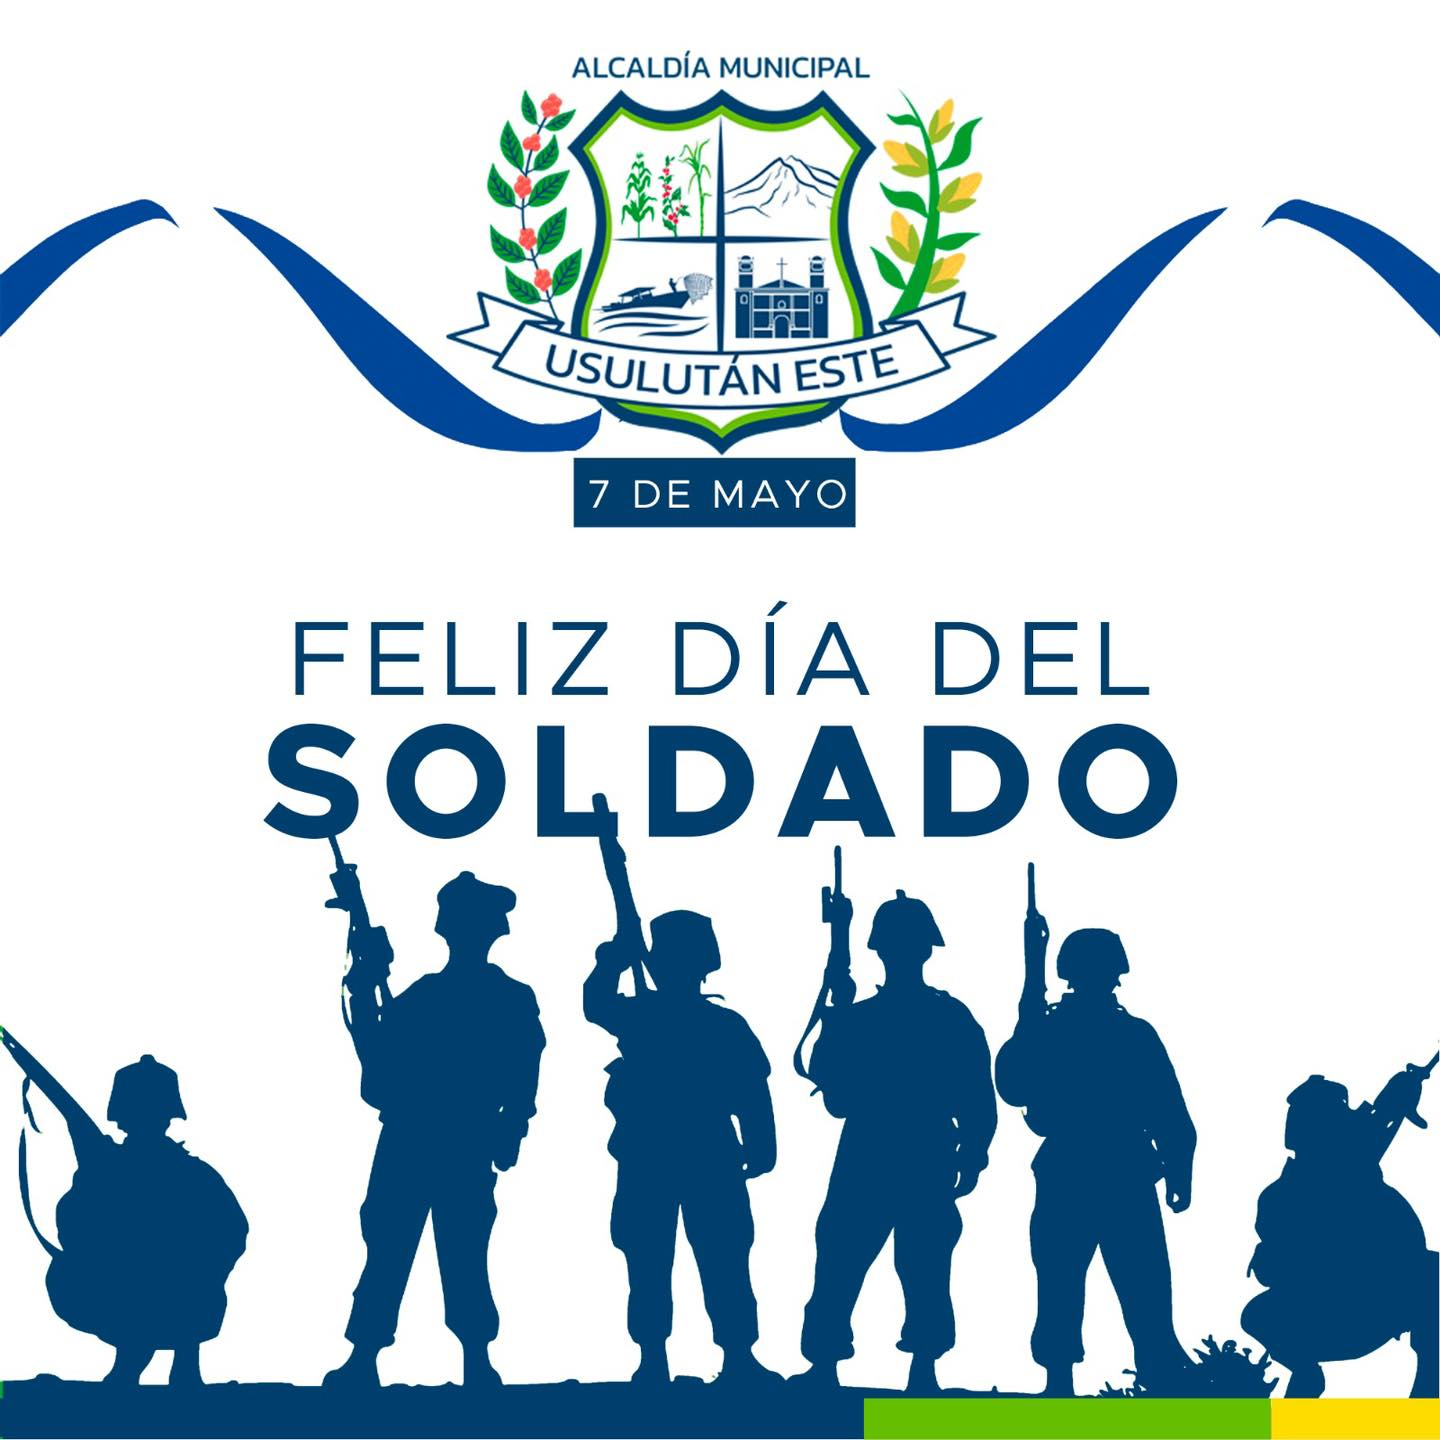 ALCALDÍA MUNICIPAL
USULUTÁN ESTE
7 DE MAYO
FELIZ DÍA DEL
SOLDADO